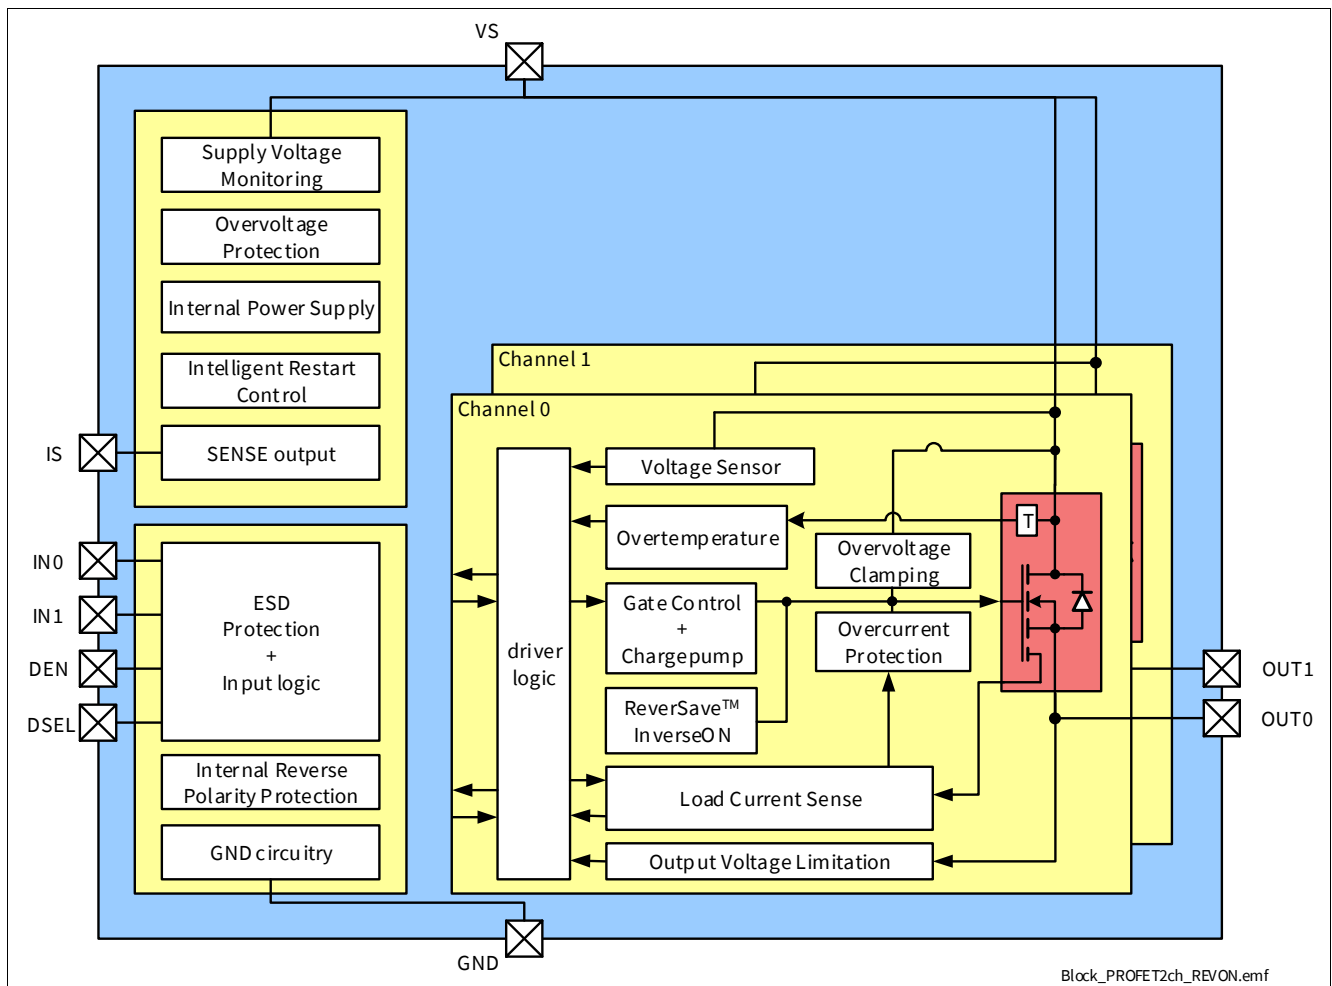 VS
Supply Voltage
Monitoring
Overvoltage
Protection
Internal Power Supply
Intelligent Restart
Control
SENSE output
IS
IN0
IN1
DEN
DSEL
ESD
Protection
+
Input logic
Internal Reverse
Polarity Protection
GND circuitry
GND
Channel 1
Channel 0
driver
logic
Voltage Sensor
Overtemperature
T
Overvoltage
Clamping
Gate Control
+
Chargepump
Overcurrent
Protection
ReverSave™
InverseON
Load Current Sense
Output Voltage Limitation
OUT1
OUT0
Block_PROFET2ch_REVON.emf